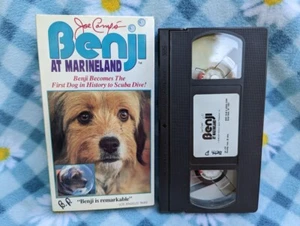 Joe Camp's
Benji
AT MARINELAND
TM
Benji Becomes The
First Dog in History to Scuba Dive!
"Benji is remarkable"
Benji